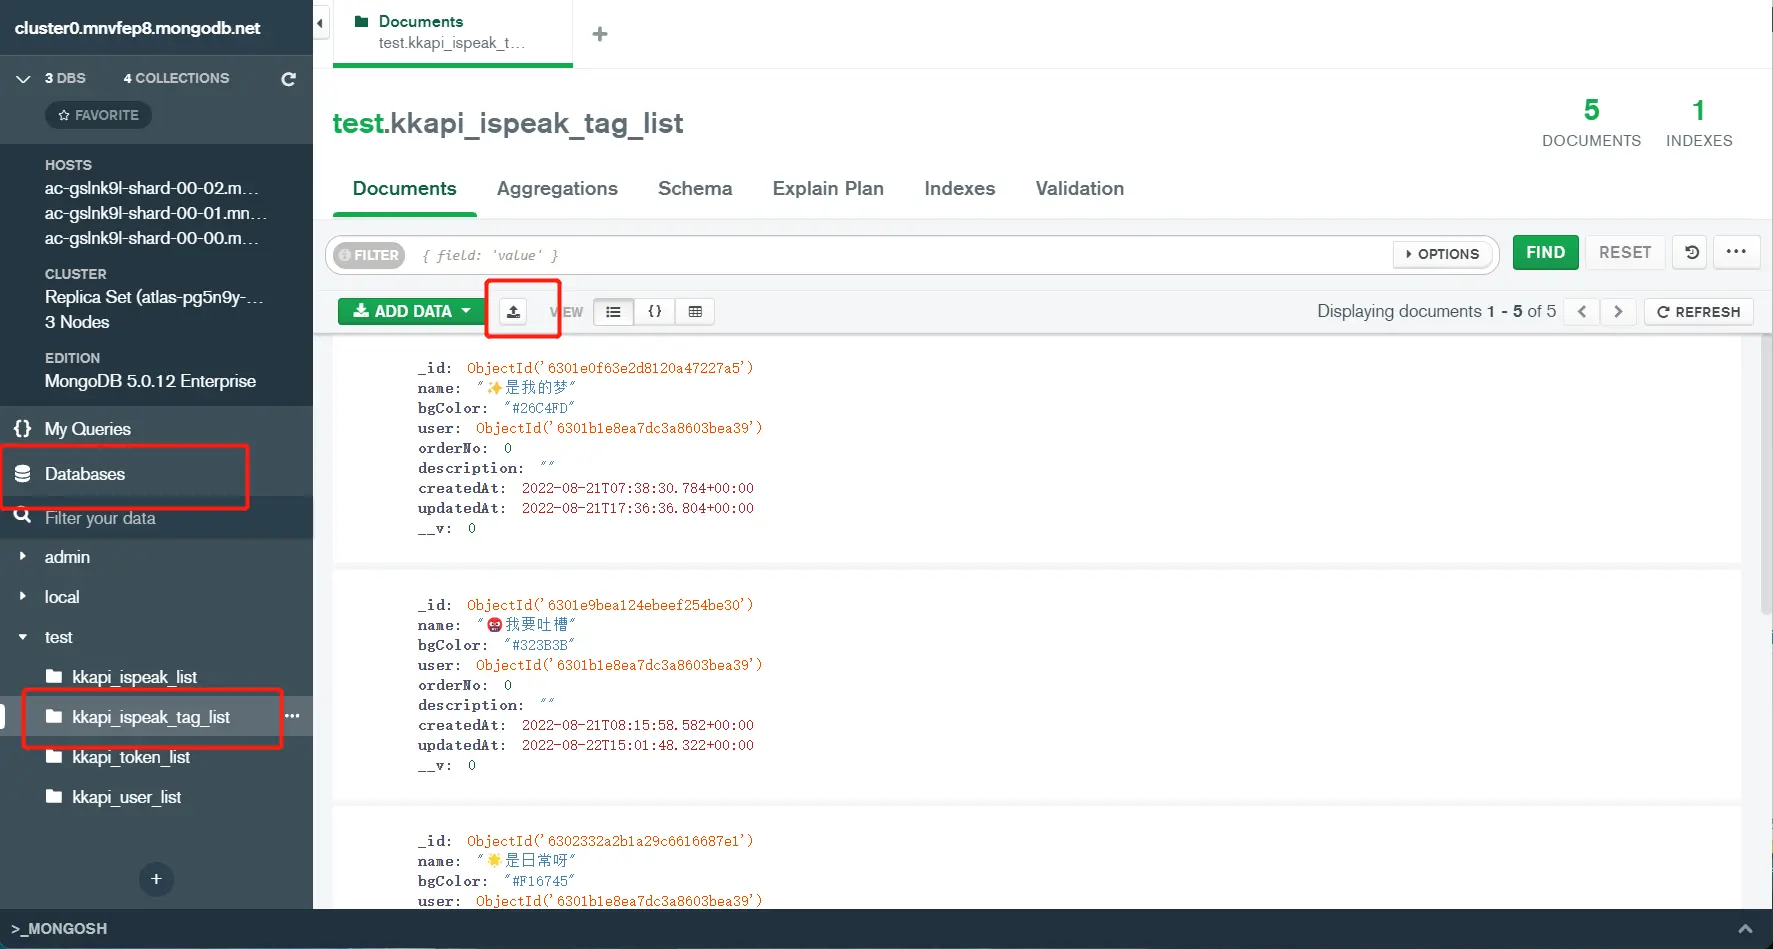 cluster0.mnvfep8.mongodb.net
3 DBS 4 COLLECTIONS
FAVORITE
HOSTS
ac-gslnk9l-shard-00-02.m...
ac-gslnk9l-shard-00-01.mn...
ac-gslnk9l-shard-00-00.m...
CLUSTER
Replica Set (atlas-pg5n9y-...
3 Nodes
EDITION
MongoDB 5.0.12 Enterprise
{} My Queries
Databases
Filter your data
admin
local
test
kkapi_ispeak_list
kkapi_ispeak_tag_list
kkapi_token_list
kkapi_user_list
+
Documents
test.kkapi_ispeak_t...
+
test.kkapi_ispeak_tag_list
5
DOCUMENTS
1
INDEXES
Documents Aggregations Schema Explain Plan Indexes Validation
FILTER { field: 'value' } OPTIONS FIND RESET
ADD DATA VIEW {} Displaying documents 1 - 5 of 5 REFRESH
_id: ObjectId('6301e0f63e2d8120a47227a5')
name: "✨是我的梦"
bgColor: "#26C4FD"
user: ObjectId('6301b1e8ea7dc3a8603bea39')
orderNo: 0
description: ""
createdAt: 2022-08-21T07:38:30.784+00:00
updatedAt: 2022-08-21T17:36:36.804+00:00
__v: 0
_id: ObjectId('6301e9bea124ebeef254be30')
name: "👹我要吐槽"
bgColor: "#323B3B"
user: ObjectId('6301b1e8ea7dc3a8603bea39')
orderNo: 0
description: ""
createdAt: 2022-08-21T08:15:58.582+00:00
updatedAt: 2022-08-22T15:01:48.322+00:00
__v: 0
_id: ObjectId('6302332a2b1a29c6616687e1')
name: "🌟是日常呀"
bgColor: "#F16745"
user: ObjectId('6301b1e8ea7dc3a8603bea39')
>_MONGOSH